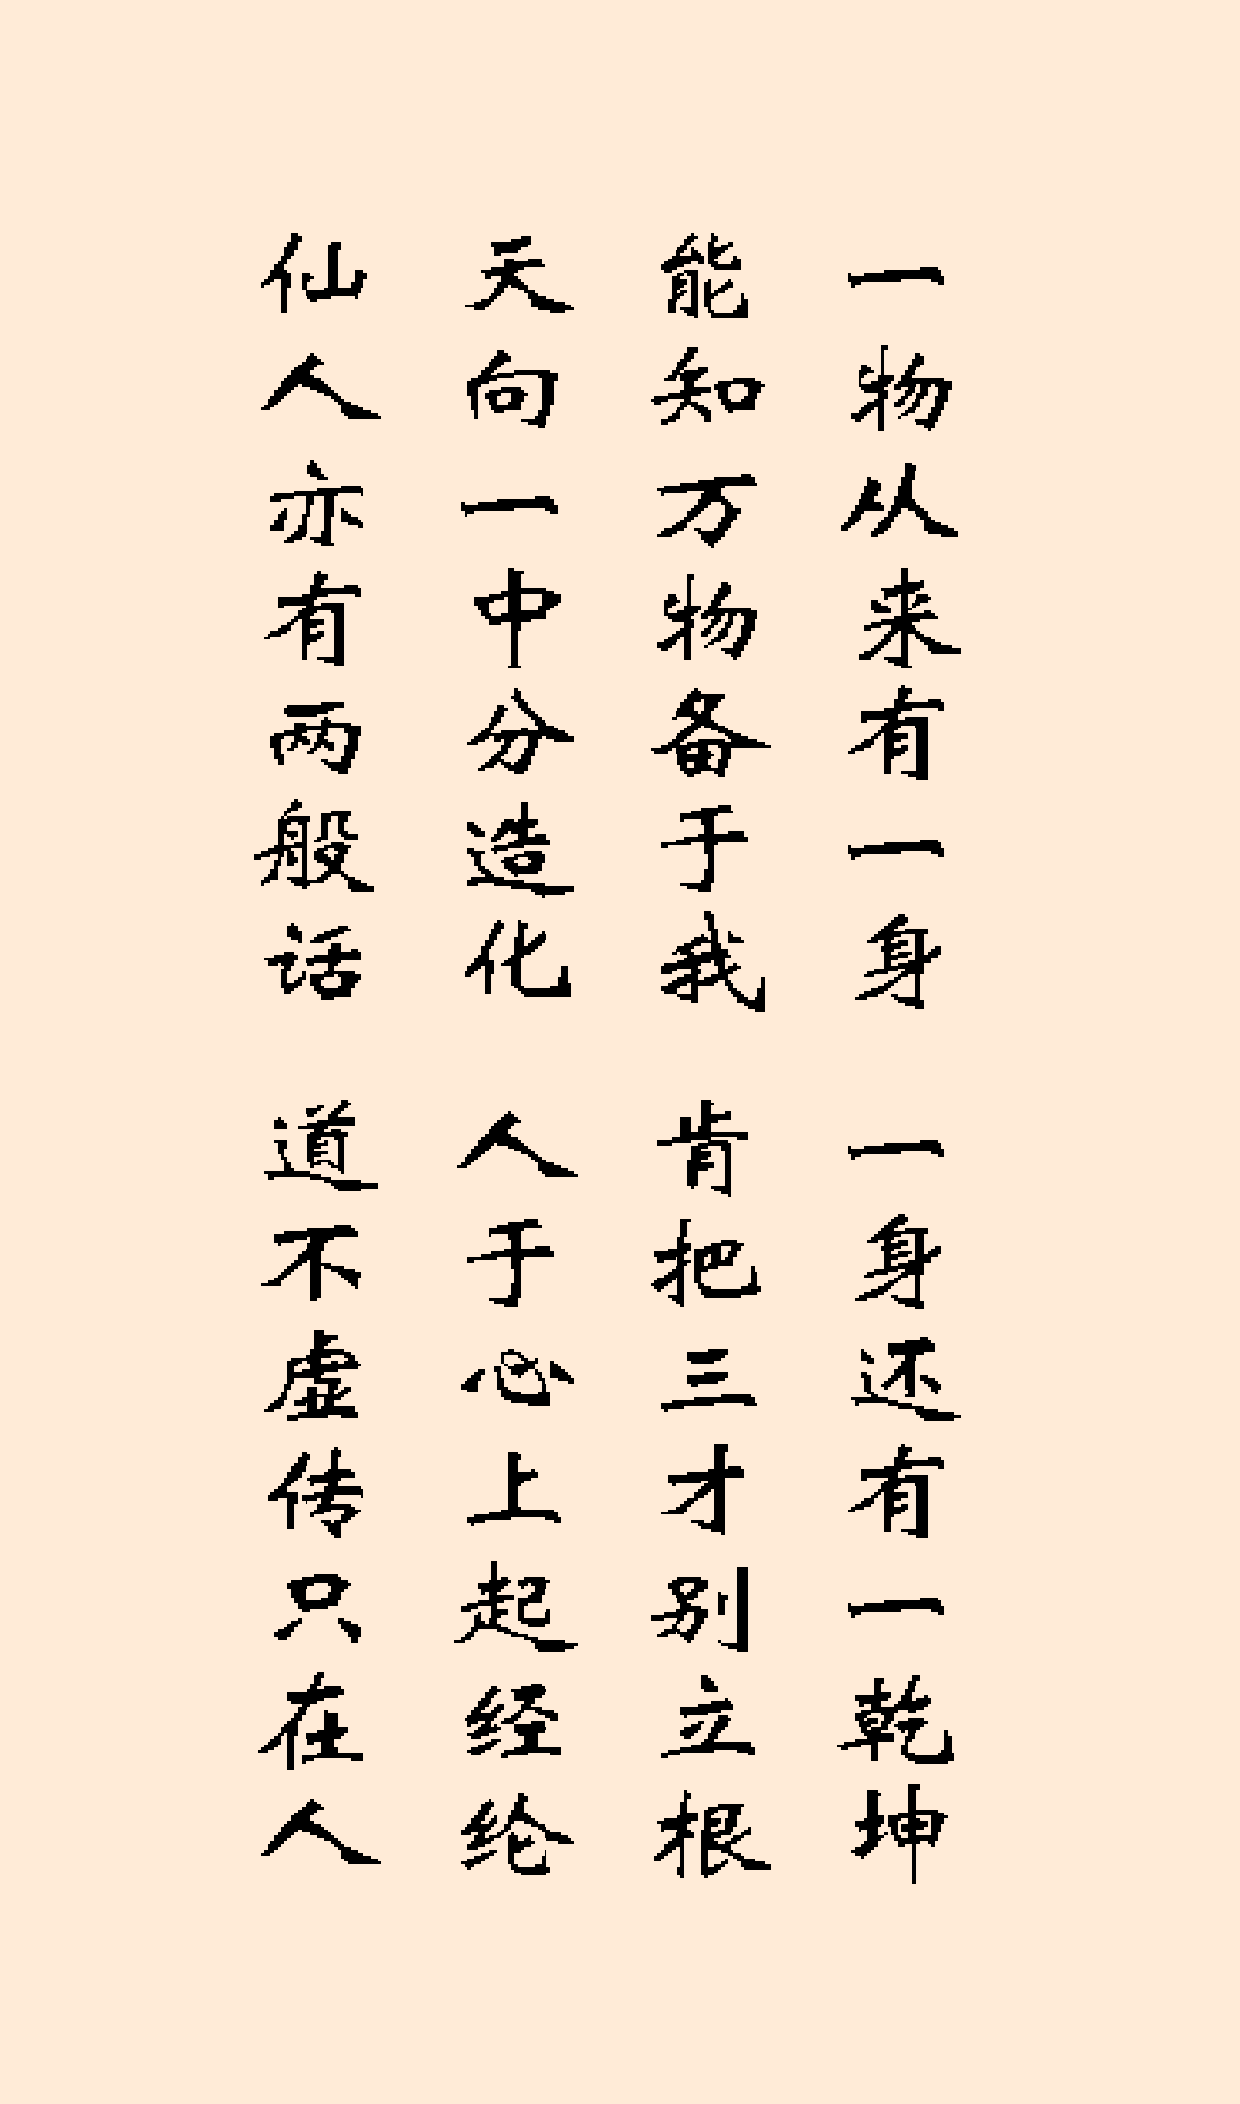 一物从来有一身 一身还有一乾坤
能知万物备于我 肯把三才别立根
天向一中分造化 人于心上起经纶
仙人亦有两般话 道不虚传只在人